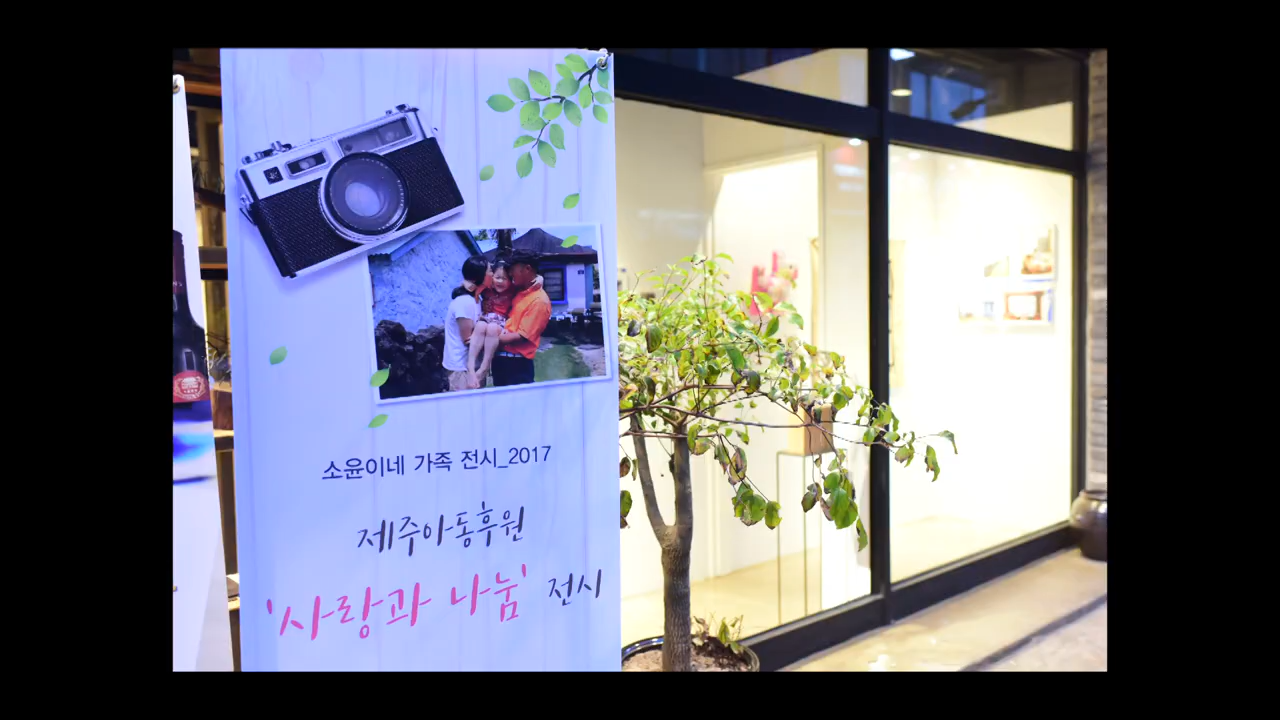 소윤이네 가족 전시_2017
제주아동후원
'사랑과 나눔' 전시